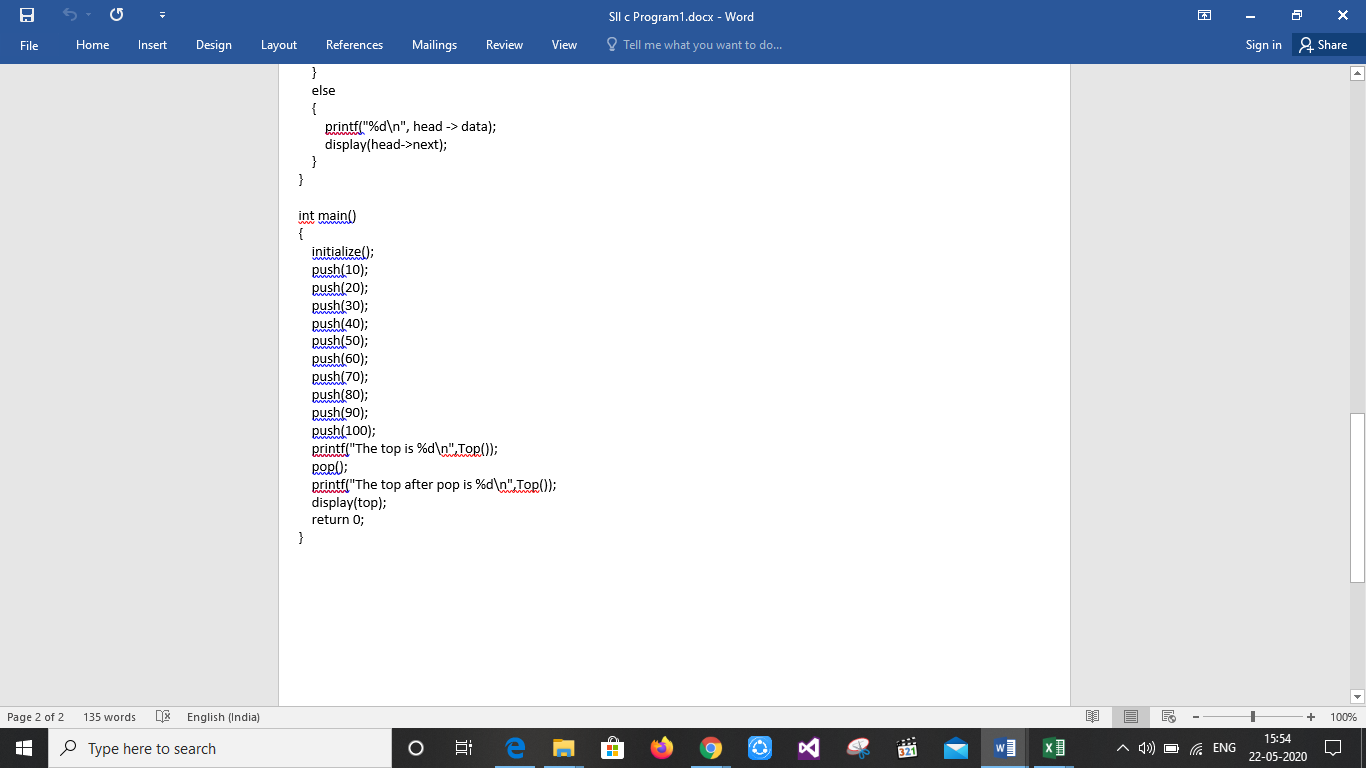 Sll c Program1.docx - Word
File Home Insert Design Layout References Mailings Review View Tell me what you want to do... Sign in Share
}
else
{
printf("%d\n", head -> data);
display(head->next);
}
}
int main()
{
initialize();
push(10);
push(20);
push(30);
push(40);
push(50);
push(60);
push(70);
push(80);
push(90);
push(100);
printf("The top is %d\n",Top());
pop();
printf("The top after pop is %d\n",Top());
display(top);
return 0;
}
Page 2 of 2 135 words English (India) 100%
Type here to search
321
ENG
15:54
22-05-2020